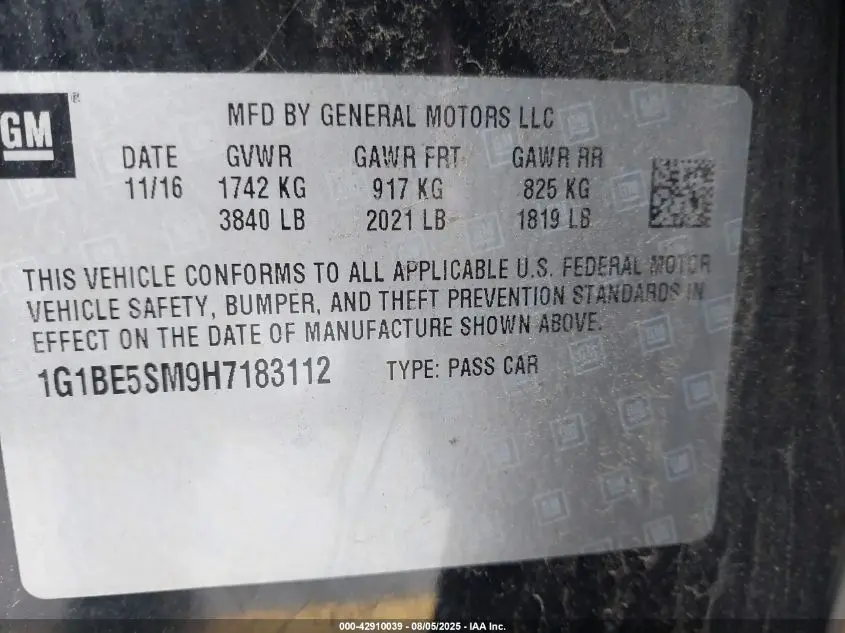 GM ®
MFD BY GENERAL MOTORS LLC
DATE GVWR GAWR FRT GAWR RR
11/16 1742 KG 917 KG 825 KG
3840 LB 2021 LB 1819 LB
THIS VEHICLE CONFORMS TO ALL APPLICABLE U.S. FEDERAL MOTOR
VEHICLE SAFETY, BUMPER, AND THEFT PREVENTION STANDARDS IN
EFFECT ON THE DATE OF MANUFACTURE SHOWN ABOVE.
1G1BE5SM9H7183112 TYPE: PASS CAR
000-42910039 - 08/05/2025 - IAA Inc.